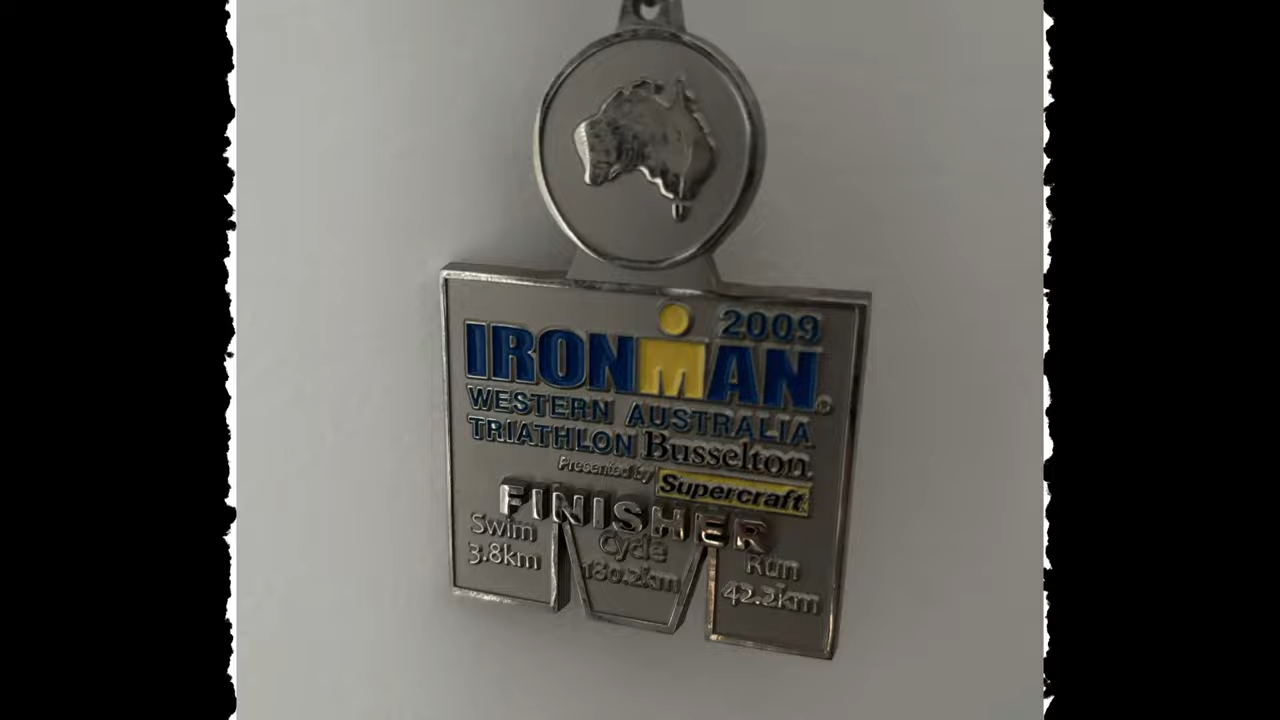 2009
IRONMAN®
WESTERN AUSTRALIA
TRIATHLON Busselton.
Presented by Supercraft
FINISHER
Swim
3.8km
Cycle
180.2km
Run
42.2km